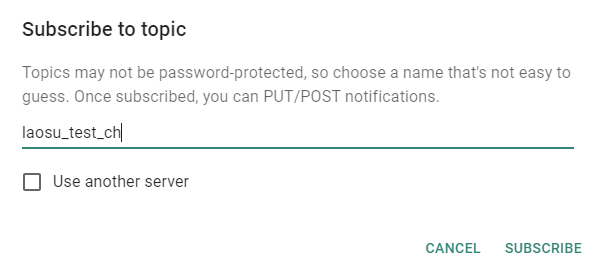 Subscribe to topic
Topics may not be password-protected, so choose a name that's not easy to
guess. Once subscribed, you can PUT/POST notifications.
laosu_test_ch
Use another server
CANCEL SUBSCRIBE